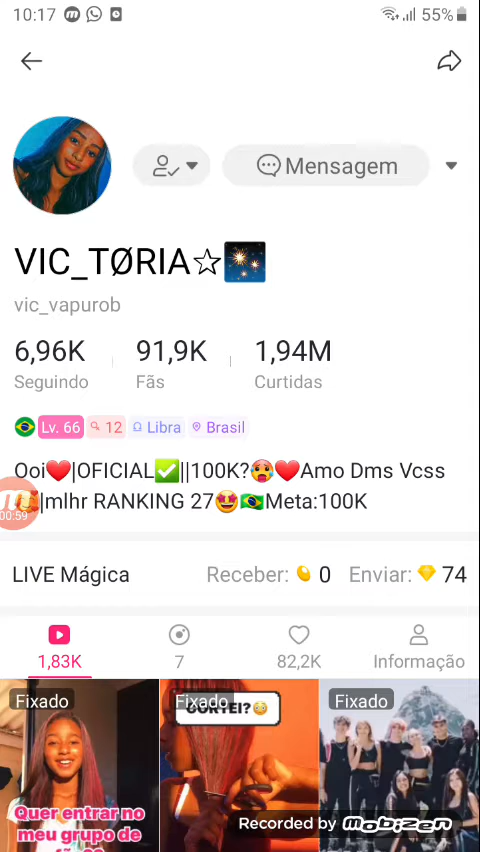 10:17
55%
Mensagem
VIC_TØRIA☆🎇
vic_vapurob
6,96K 91,9K 1,94M
Seguindo Fãs Curtidas
Lv. 66 12 Libra Brasil
Ooi❤️|OFICIAL✅||100K?🥵❤️Amo Dms Vcss
|mlhr RANKING 27🤩🇧🇷Meta:100K
00:59
LIVE Mágica Receber: 0 Enviar: 74
1,83K 7 82,2K Informação
Fixado Fixado Fixado
CORTEI?😳
Quer entrar no
meu grupo de
Recorded by MOBIZEN